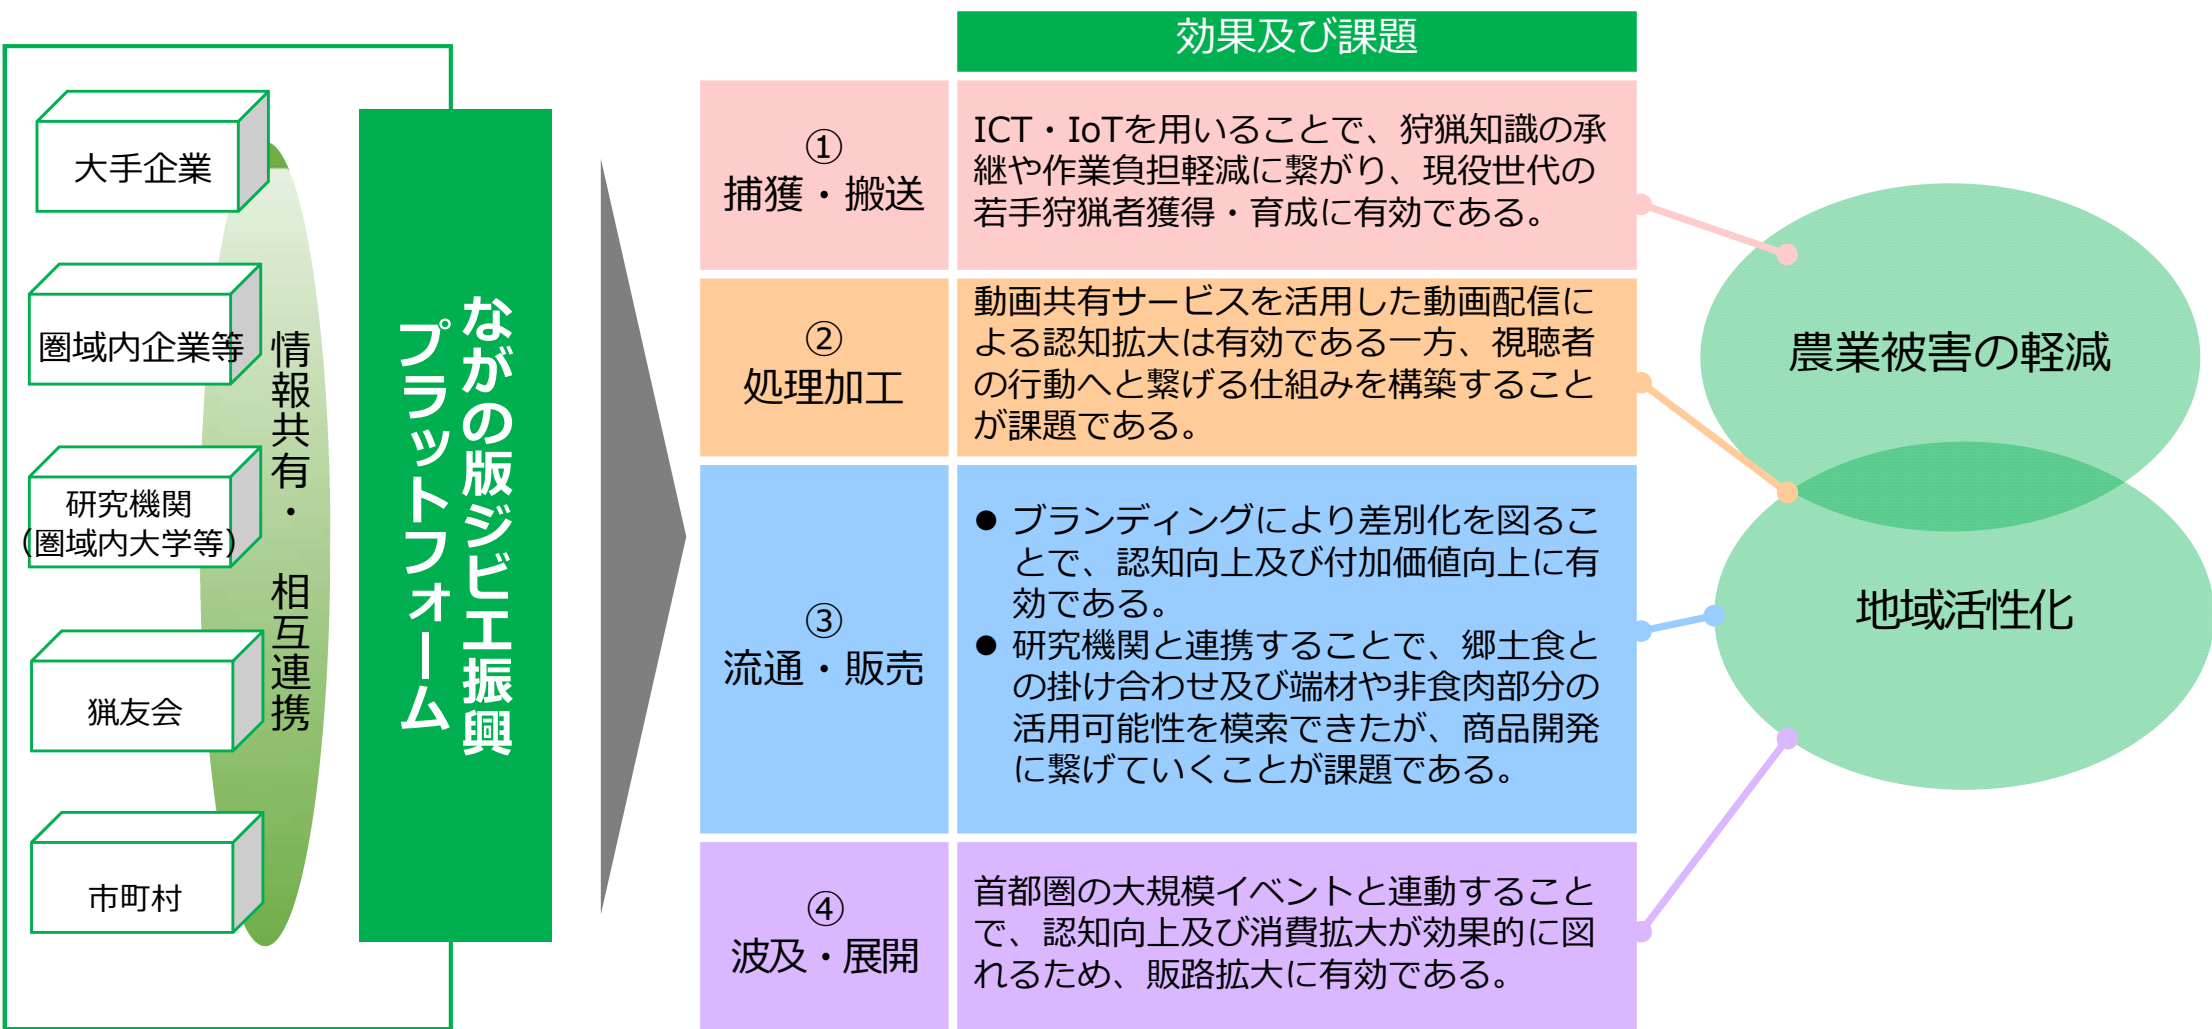 大手企業
圏域内企業等
研究機関
（圏域内大学等）
猟友会
市町村
情報共有・相互連携
ながの版ジビエ振興
プラットフォーム
効果及び課題
①
捕獲・搬送
ICT・IoTを用いることで、狩猟知識の承
継や作業負担軽減に繋がり、現役世代の
若手狩猟者獲得・育成に有効である。
②
処理加工
動画共有サービスを活用した動画配信に
よる認知拡大は有効である一方、視聴者
の行動へと繋げる仕組みを構築すること
が課題である。
③
流通・販売
● ブランディングにより差別化を図るこ
とで、認知向上及び付加価値向上に有
効である。
● 研究機関と連携することで、郷土食と
の掛け合わせ及び端材や非食肉部分の
活用可能性を模索できたが、商品開発
に繋げていくことが課題である。
④
波及・展開
首都圏の大規模イベントと連動すること
で、認知向上及び消費拡大が効果的に図
れるため、販路拡大に有効である。
農業被害の軽減
地域活性化